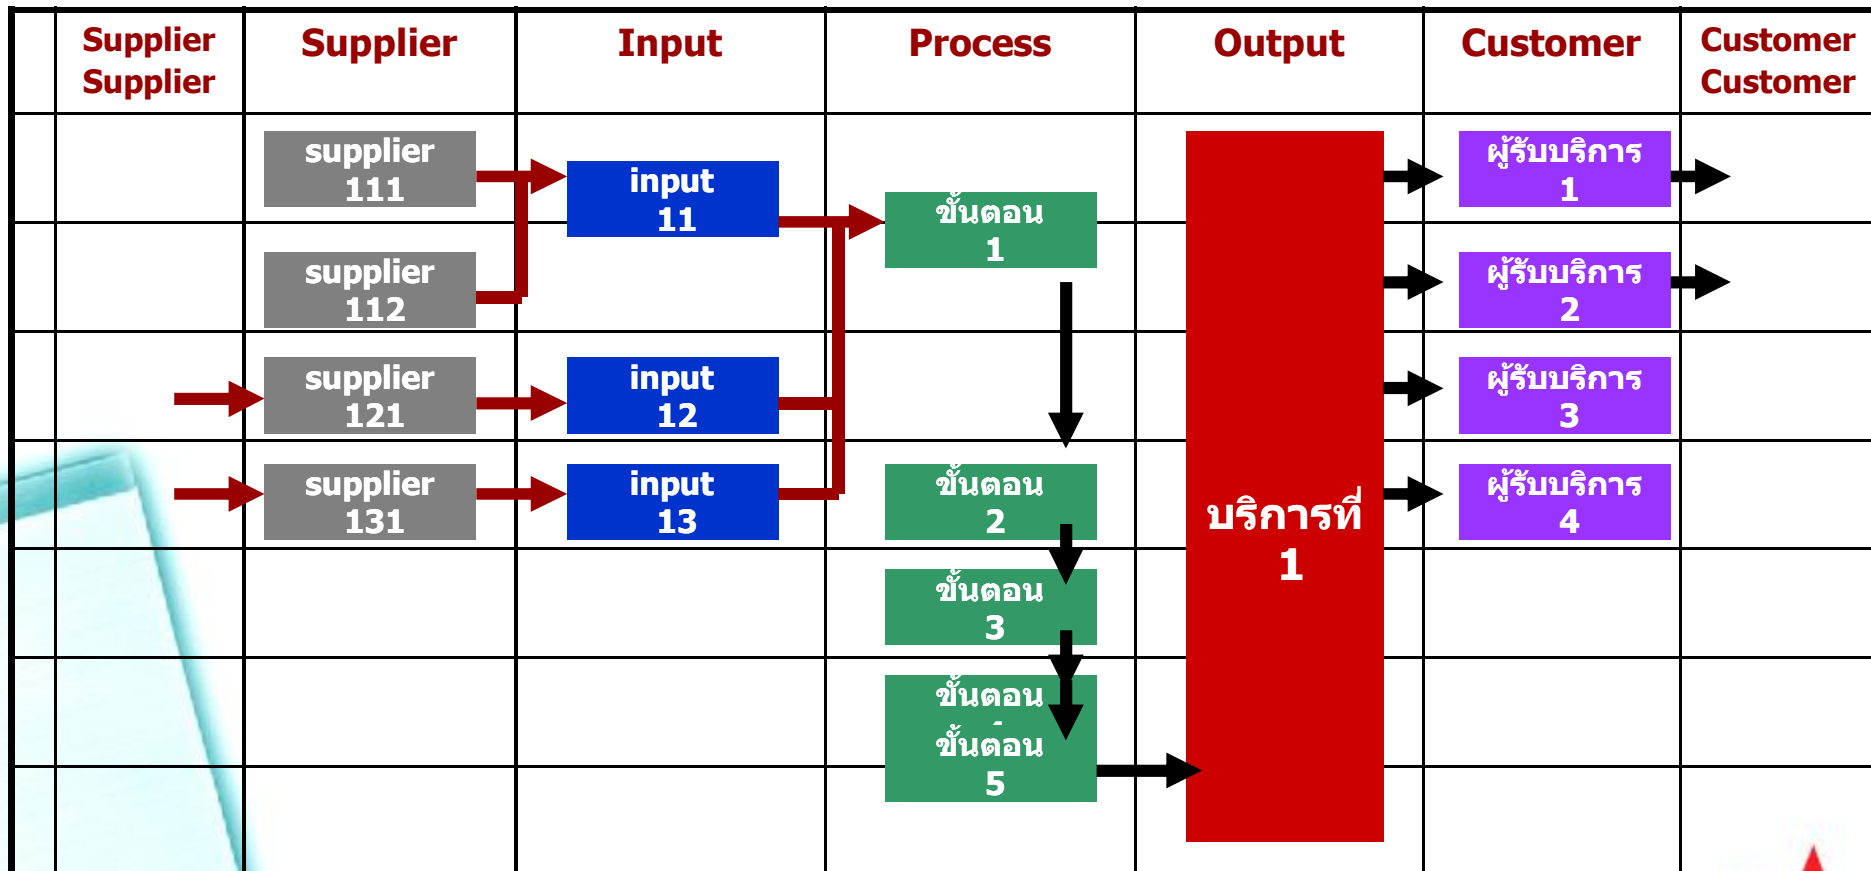 Supplier
Supplier
Supplier
Input
Process
Output
Customer
Customer
Customer
supplier
111
supplier
112
supplier
121
supplier
131
input
11
input
12
input
13
ขั้นตอน
1
ขั้นตอน
2
ขั้นตอน
3
ขั้นตอน
ขั้นตอน
5
บริการที่
1
ผู้รับบริการ
1
ผู้รับบริการ
2
ผู้รับบริการ
3
ผู้รับบริการ
4